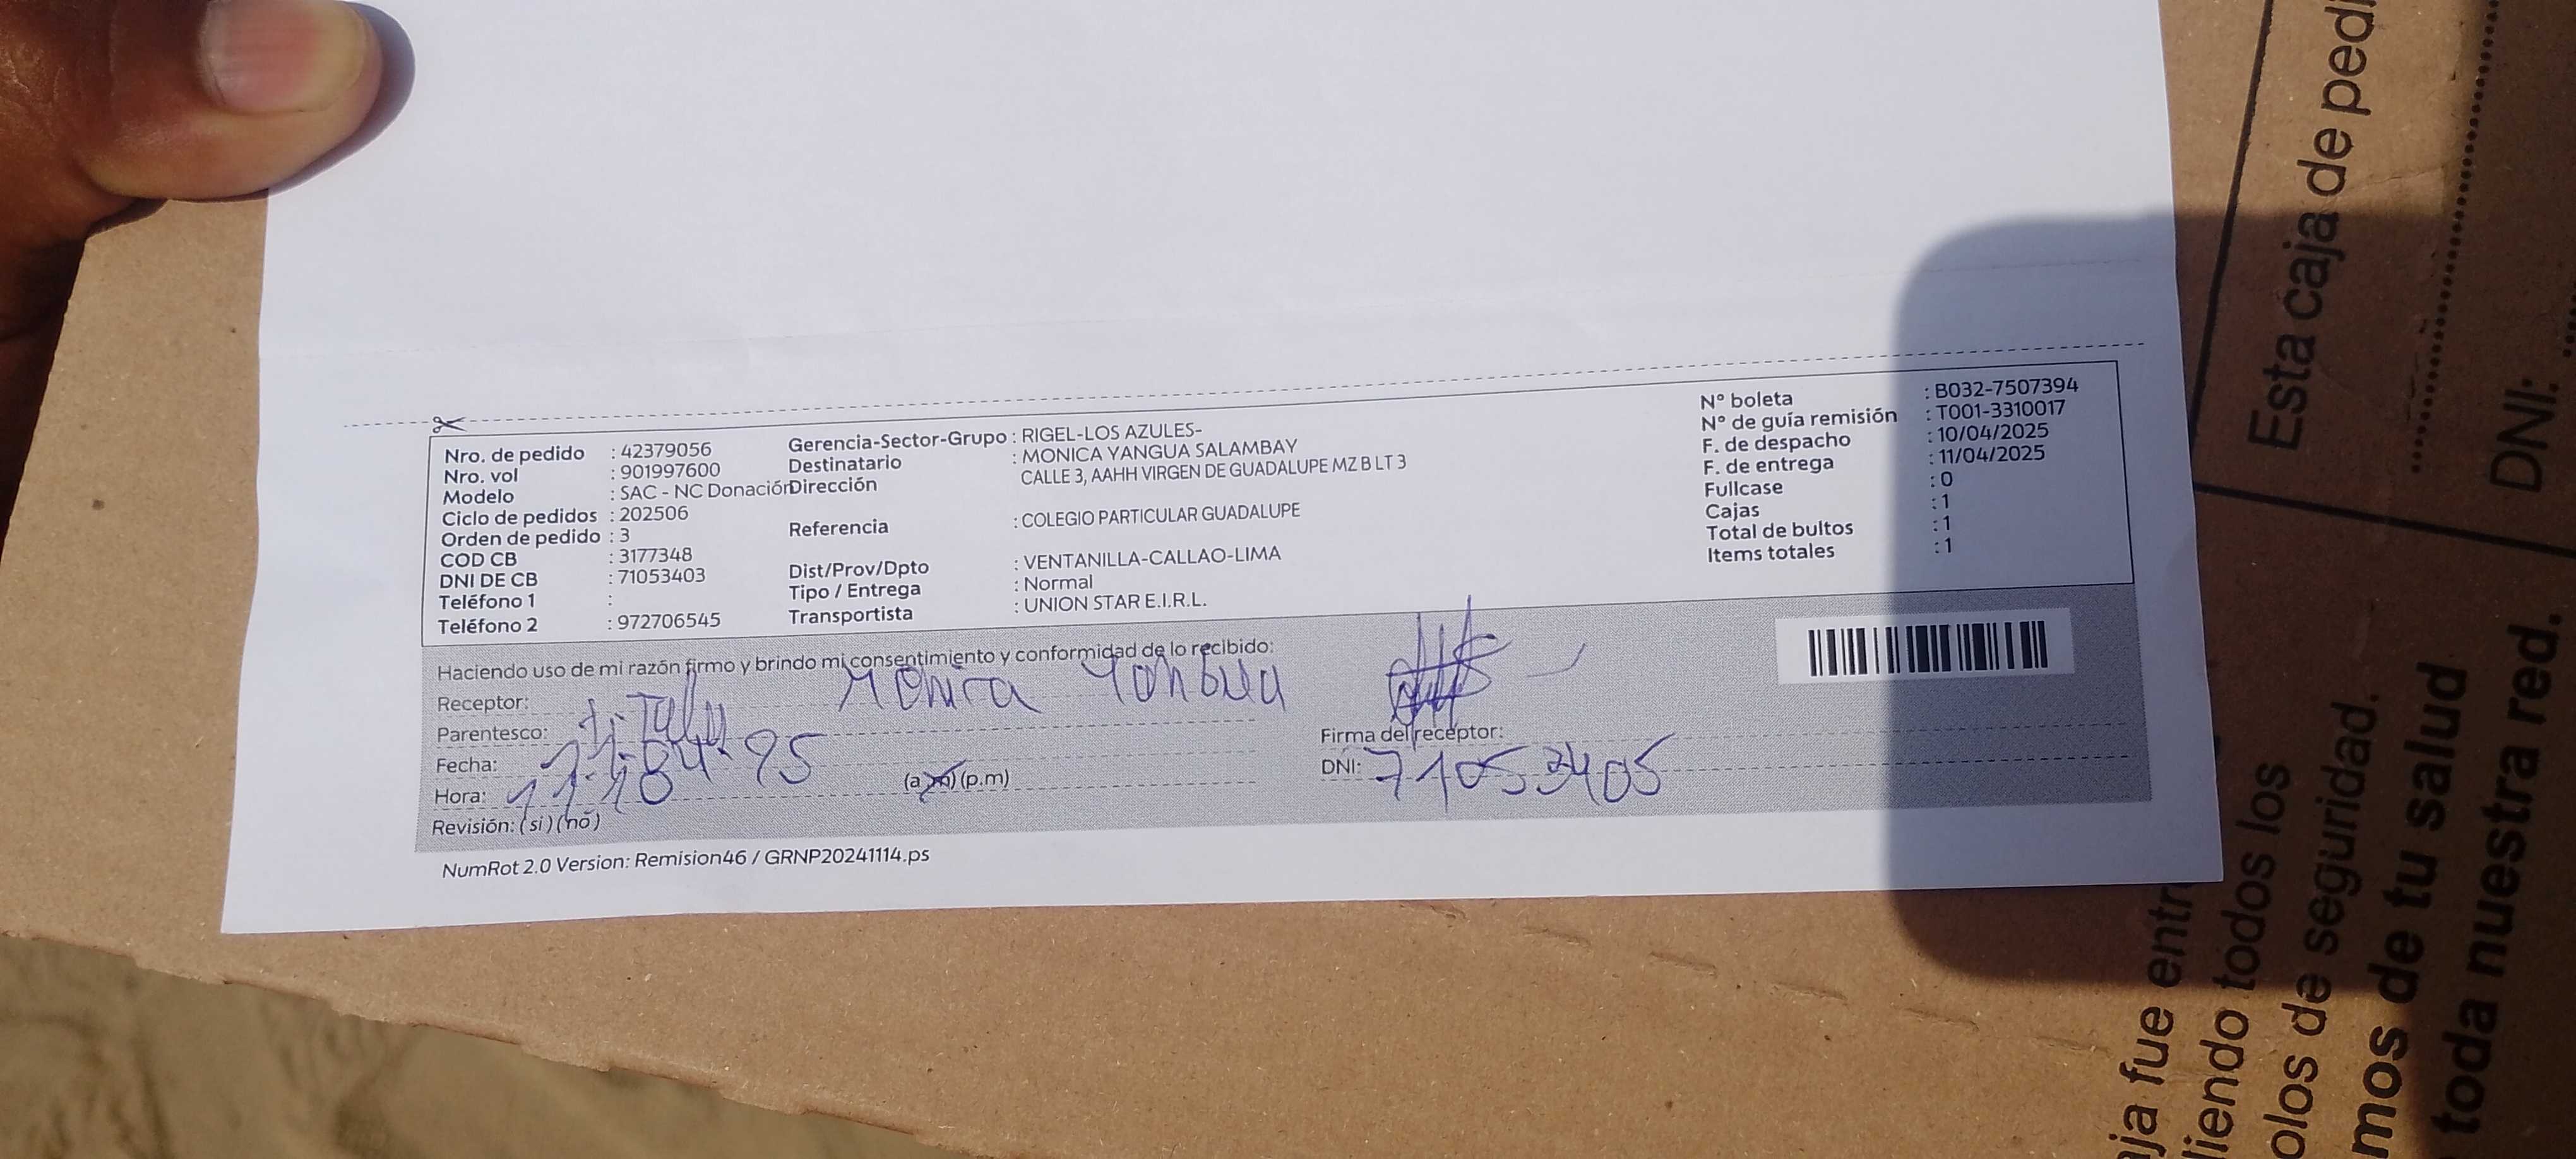 Nro. de pedido : 42379056
Nro. vol : 901997600
Modelo : SAC - NC Donación
Ciclo de pedidos : 202506
Orden de pedido : 3
COD CB : 3177348
DNI DE CB : 71053403
Teléfono 1 :
Teléfono 2 : 972706545
Gerencia-Sector-Grupo : RIGEL-LOS AZULES-
Destinatario : MONICA YANGUA SALAMBAY
Dirección CALLE 3, AAHH VIRGEN DE GUADALUPE MZ B LT 3
Referencia : COLEGIO PARTICULAR GUADALUPE
Dist/Prov/Dpto : VENTANILLA-CALLAO-LIMA
Tipo / Entrega : Normal
Transportista : UNION STAR E.I.R.L.
N° boleta : B032-7507394
N° de guía remisión : T001-3310017
F. de despacho : 10/04/2025
F. de entrega : 11/04/2025
Fullcase : 0
Cajas : 1
Total de bultos : 1
Items totales : 1
Haciendo uso de mi razón firmo y brindo mi consentimiento y conformidad de lo recibido:
Receptor: Monica
Parentesco:
Fecha:
Hora: (a.m) (p.m)
Revisión: (si) (no)
Firma del receptor:
DNI: 71053405
NumRot 2.0 Version: Remision46 / GRNP20241114.ps
Esta caja de pedi
DNI:
aja fue entr
liendo todos los
olos de seguridad.
mos de tu salud
toda nuestra red.